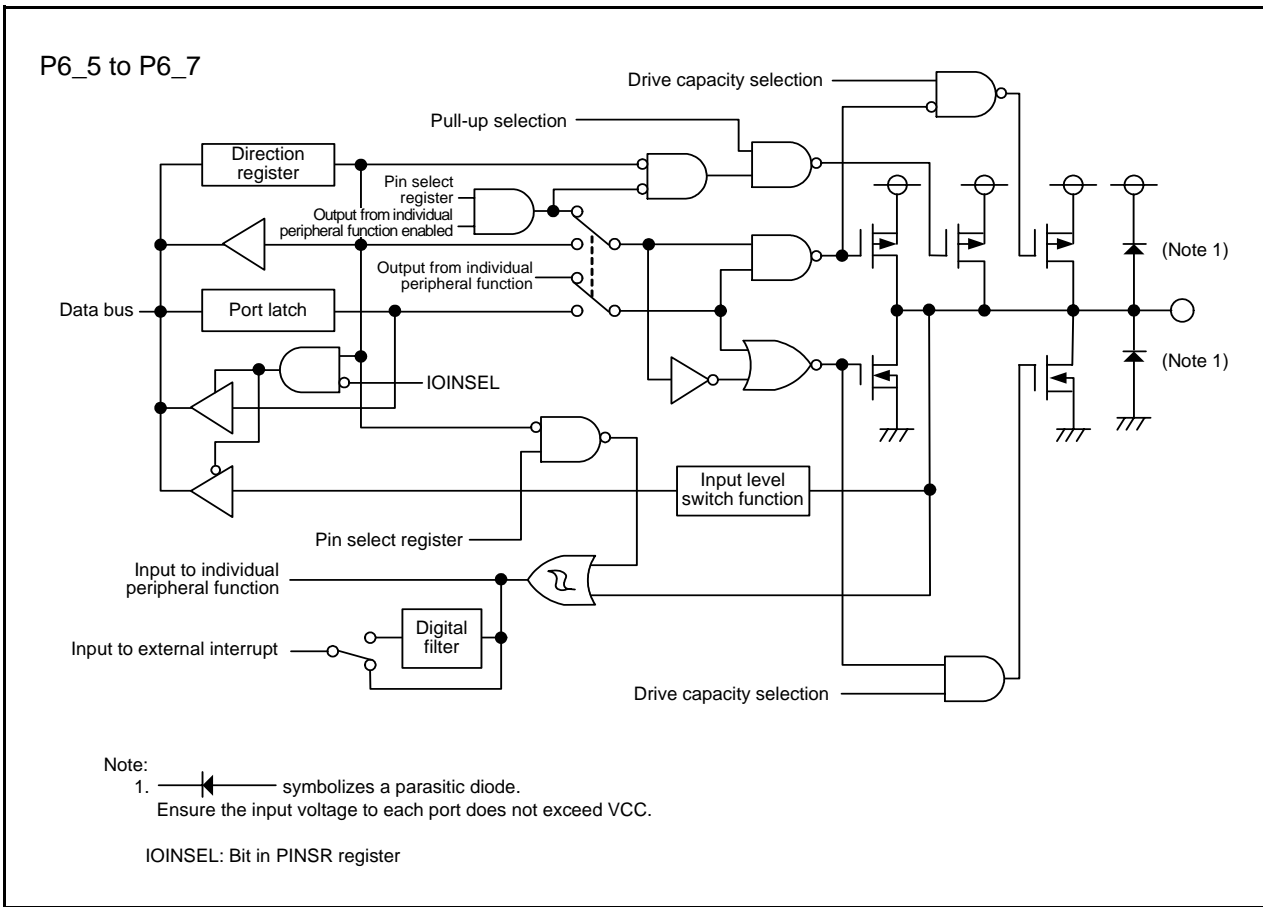 P6_5 to P6_7
Drive capacity selection
Pull-up selection
Direction
register
Pin select
register
Output from individual
peripheral function enabled
(Note 1)
Output from individual
peripheral function
Data bus
Port latch
(Note 1)
IOINSEL
Input level
switch function
Pin select register
Input to individual
peripheral function
Digital
filter
Input to external interrupt
Drive capacity selection
Note:
1. symbolizes a parasitic diode.
Ensure the input voltage to each port does not exceed VCC.
IOINSEL: Bit in PINSR register